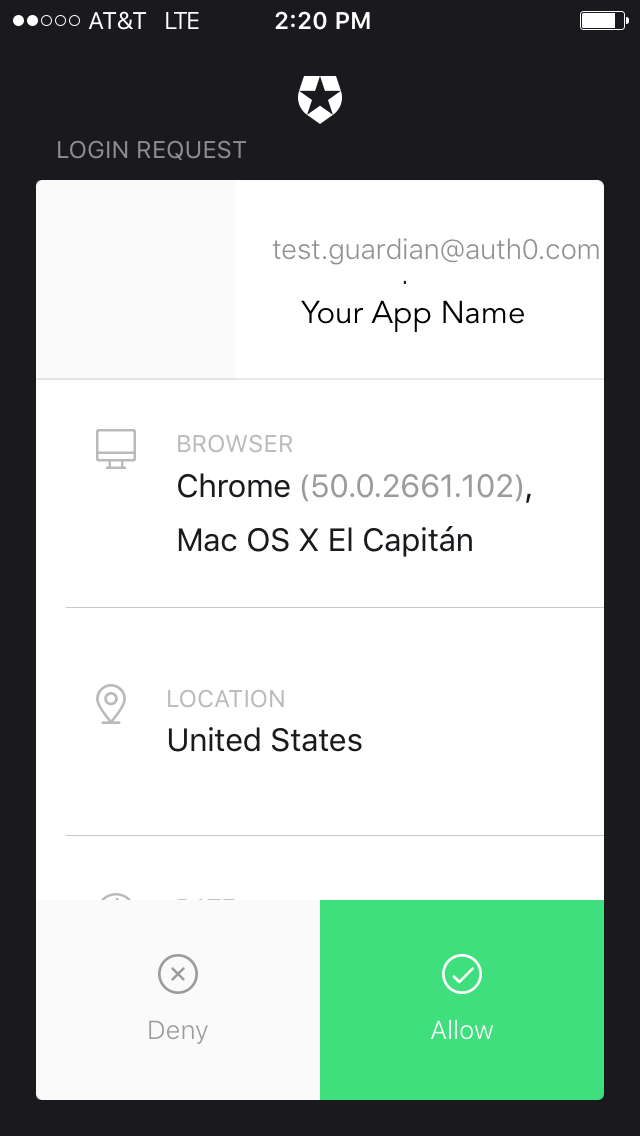 AT&T LTE 2:20 PM
LOGIN REQUEST
test.guardian@auth0.com
.
Your App Name
BROWSER
Chrome (50.0.2661.102),
Mac OS X El Capitán
LOCATION
United States
Deny
Allow